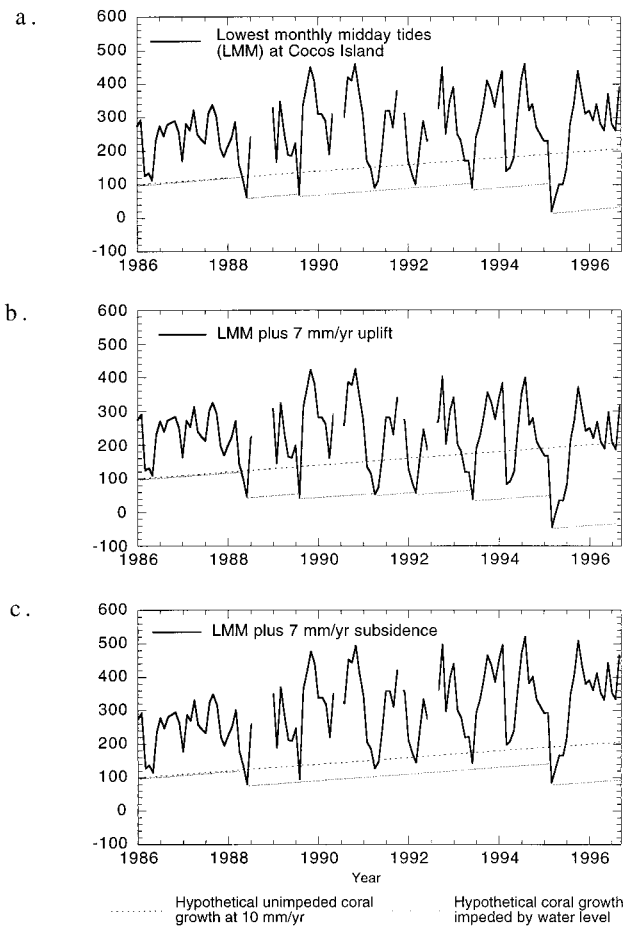 a.
Lowest monthly midday tides
(LMM) at Cocos Island
600
500
400
300
200
100
0
-100
1986 1988 1990 1992 1994 1996
b.
LMM plus 7 mm/yr uplift
600
500
400
300
200
100
0
-100
1986 1988 1990 1992 1994 1996
c.
LMM plus 7 mm/yr subsidence
600
500
400
300
200
100
0
-100
1986 1988 1990 1992 1994 1996
Year
Hypothetical unimpeded coral
growth at 10 mm/yr
Hypothetical coral growth
impeded by water level